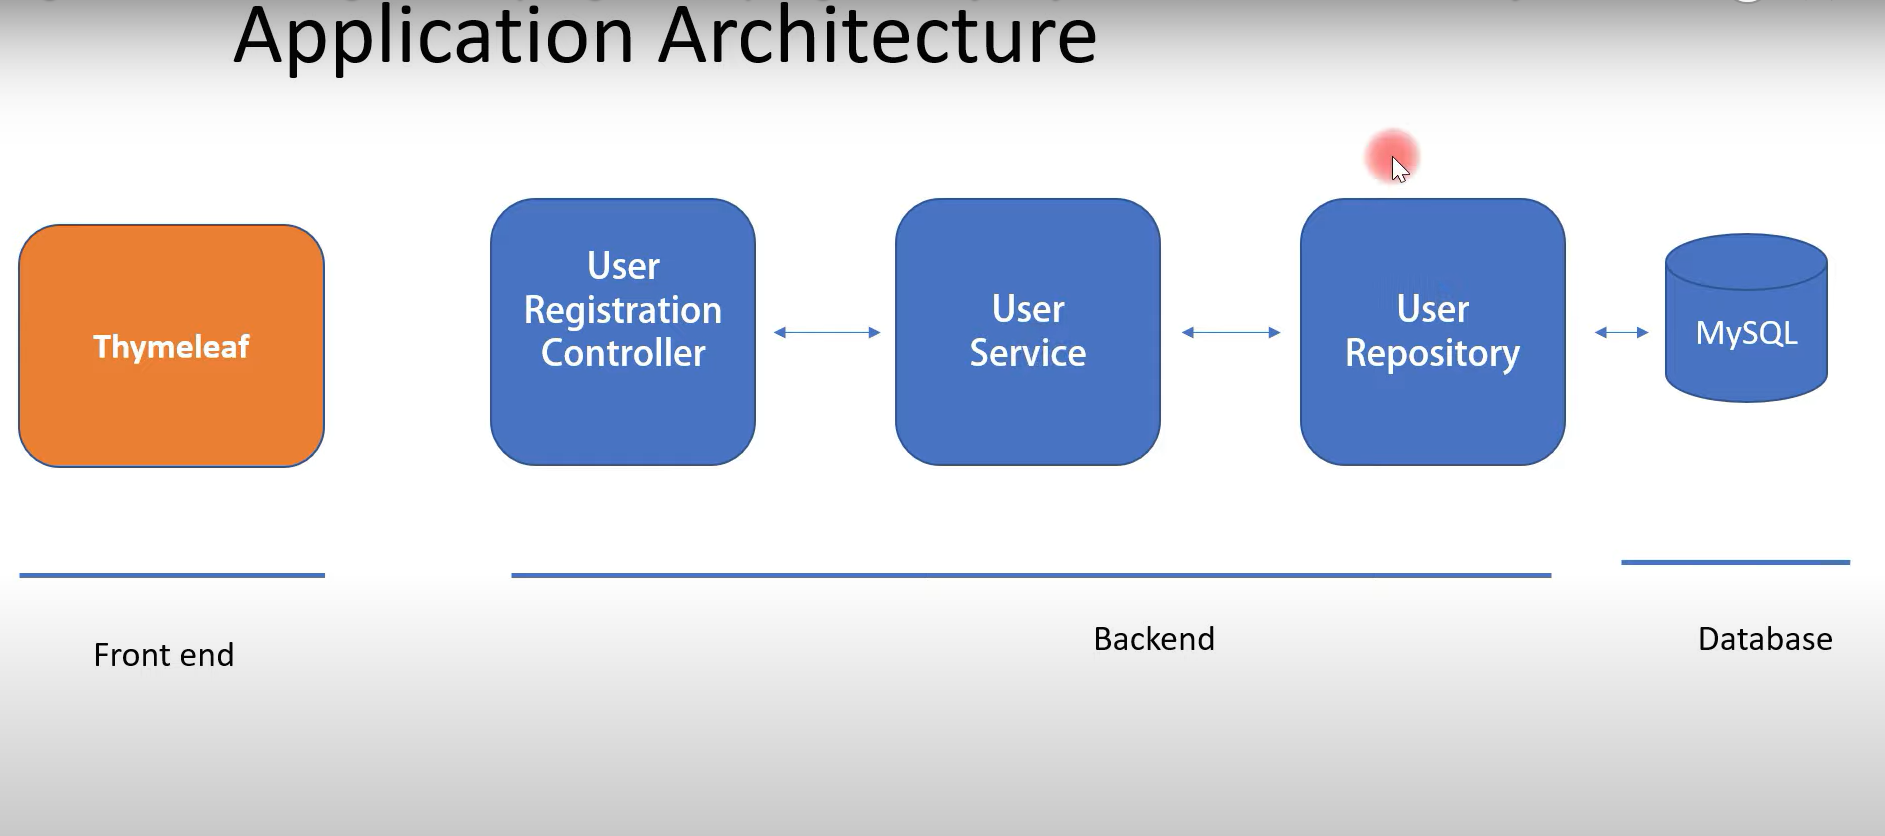 Application Architecture
Thymeleaf
User
Registration
Controller
User
Service
User
Repository
MySQL
Front end
Backend
Database